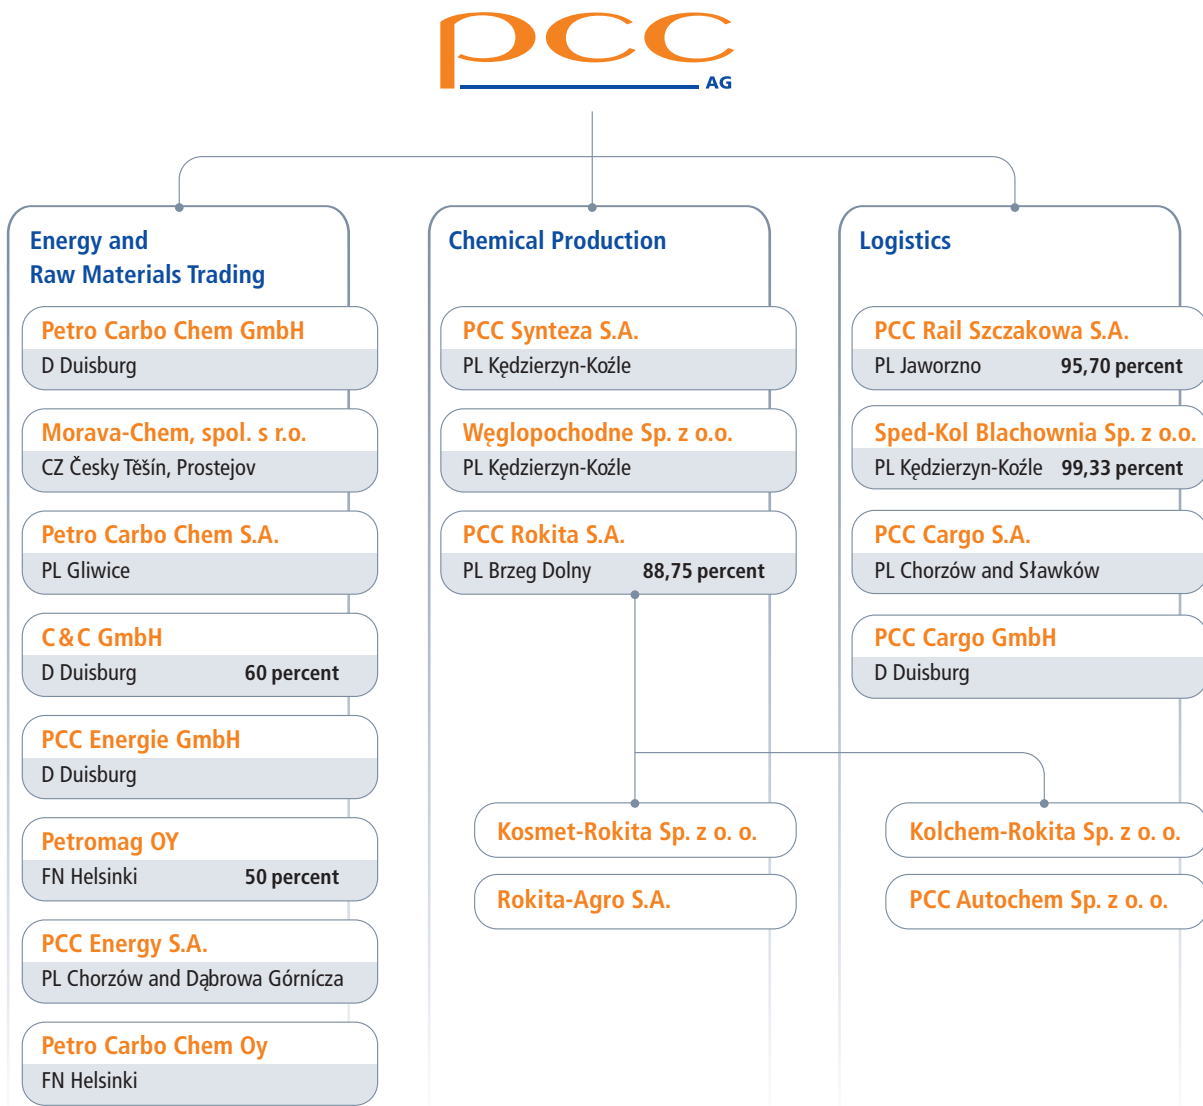 pcc
AG
Energy and
Raw Materials Trading
Petro Carbo Chem GmbH
D Duisburg
Morava-Chem, spol. s r.o.
CZ Česky Těšín, Prostejov
Petro Carbo Chem S.A.
PL Gliwice
C&C GmbH
D Duisburg 60 percent
PCC Energie GmbH
D Duisburg
Petromag OY
FN Helsinki 50 percent
PCC Energy S.A.
PL Chorzów and Dąbrowa Górnícza
Petro Carbo Chem Oy
FN Helsinki
Chemical Production
PCC Synteza S.A.
PL Kędzierzyn-Koźle
Węglopochodne Sp. z o.o.
PL Kędzierzyn-Koźle
PCC Rokita S.A.
PL Brzeg Dolny 88,75 percent
Kosmet-Rokita Sp. z o. o.
Rokita-Agro S.A.
Logistics
PCC Rail Szczakowa S.A.
PL Jaworzno 95,70 percent
Sped-Kol Blachownia Sp. z o.o.
PL Kędzierzyn-Koźle 99,33 percent
PCC Cargo S.A.
PL Chorzów and Sławków
PCC Cargo GmbH
D Duisburg
Kolchem-Rokita Sp. z o. o.
PCC Autochem Sp. z o. o.